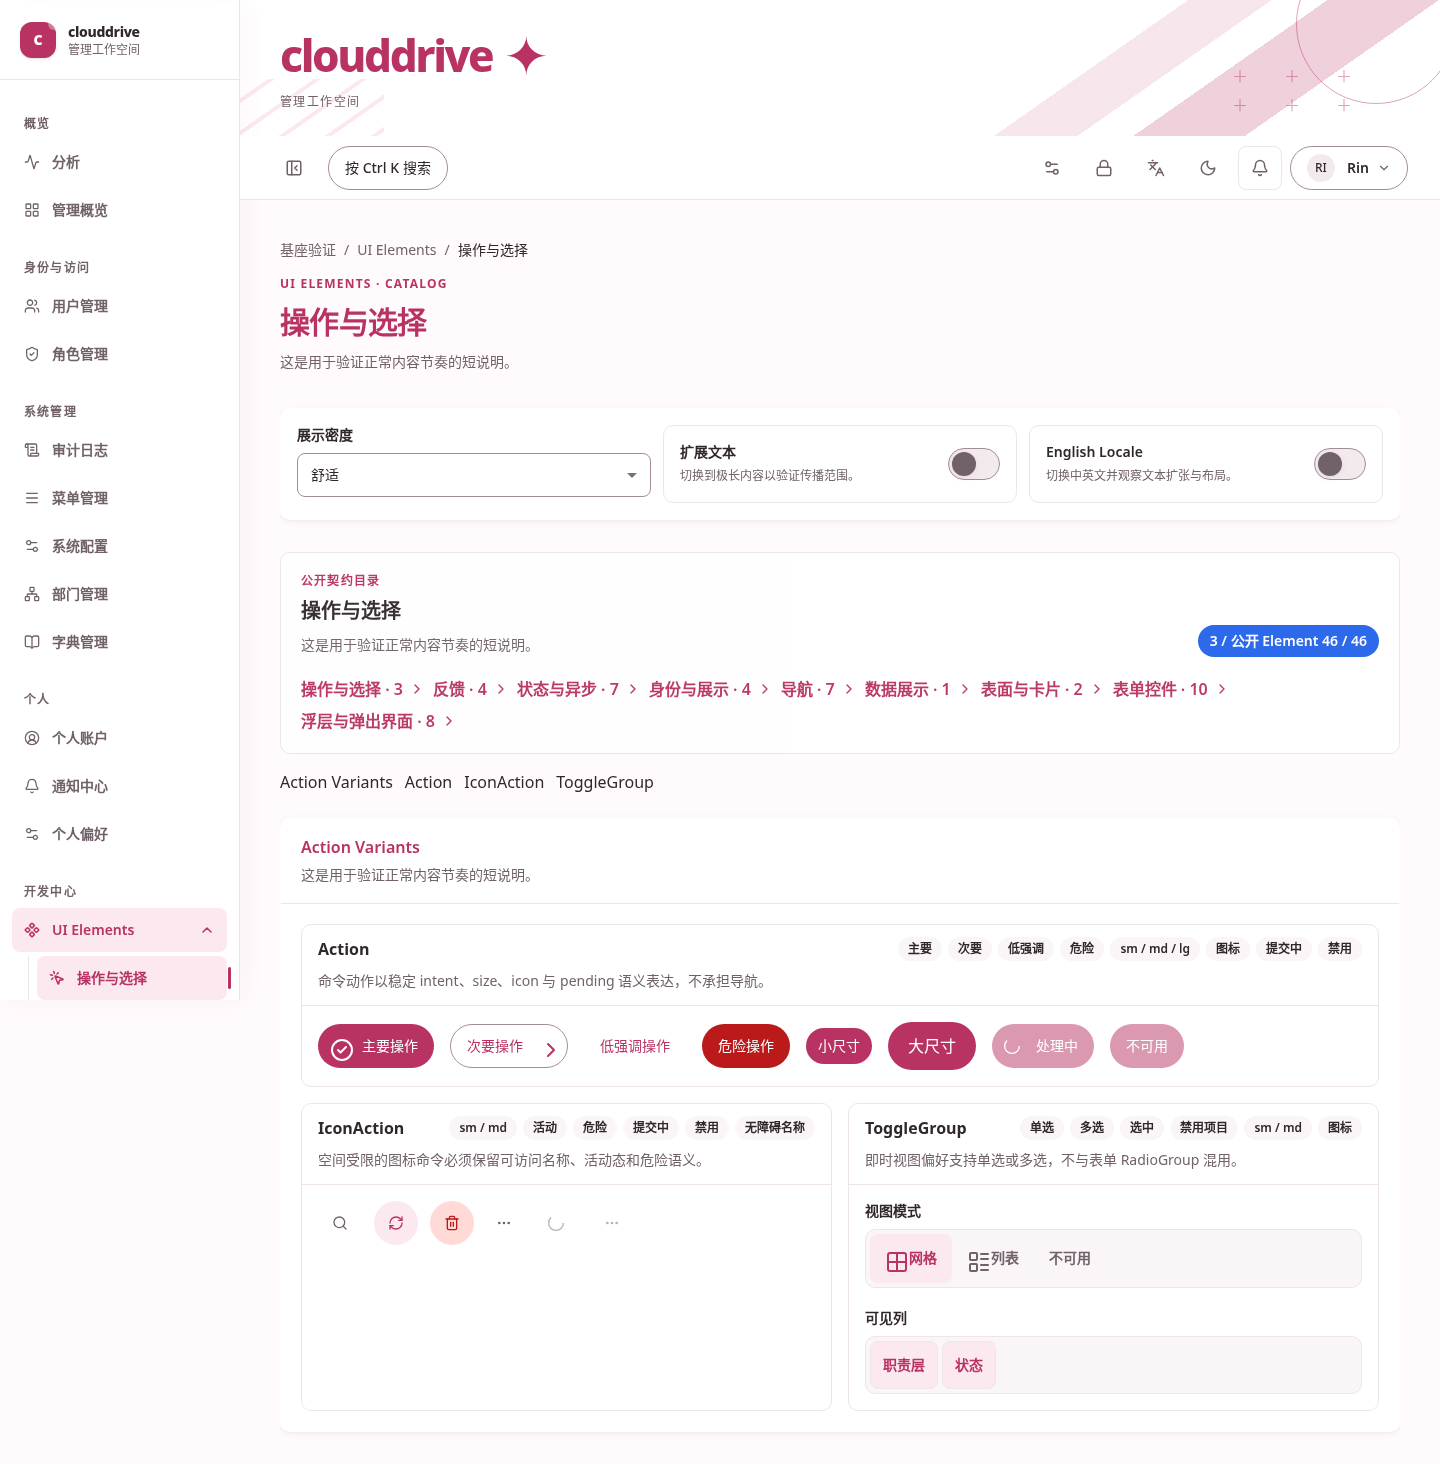 c
clouddrive
管理工作空间
概览
分析
管理概览
身份与访问
用户管理
角色管理
系统管理
审计日志
菜单管理
系统配置
部门管理
字典管理
个人
个人账户
通知中心
个人偏好
开发中心
UI Elements
操作与选择
clouddrive
管理工作空间
按 Ctrl K 搜索
RI
Rin
基座验证 / UI Elements / 操作与选择
UI ELEMENTS · CATALOG
操作与选择
这是用于验证正常内容节奏的短说明。
展示密度
舒适
扩展文本
切换到极长内容以验证传播范围。
English Locale
切换中英文并观察文本扩张与布局。
公开契约目录
操作与选择
这是用于验证正常内容节奏的短说明。
3 / 公开 Element 46 / 46
操作与选择 · 3 反馈 · 4 状态与异步 · 7 身份与展示 · 4 导航 · 7 数据展示 · 1 表面与卡片 · 2 表单控件 · 10
浮层与弹出界面 · 8
Action Variants Action IconAction ToggleGroup
Action Variants
这是用于验证正常内容节奏的短说明。
Action
主要 次要 低强调 危险 sm / md / lg 图标 提交中 禁用
命令动作以稳定 intent、size、icon 与 pending 语义表达，不承担导航。
主要操作 次要操作 低强调操作 危险操作 小尺寸 大尺寸 处理中 不可用
IconAction
sm / md 活动 危险 提交中 禁用 无障碍名称
空间受限的图标命令必须保留可访问名称、活动态和危险语义。
ToggleGroup
单选 多选 选中 禁用项目 sm / md 图标
即时视图偏好支持单选或多选，不与表单 RadioGroup 混用。
视图模式
网格 列表 不可用
可见列
职责层 状态